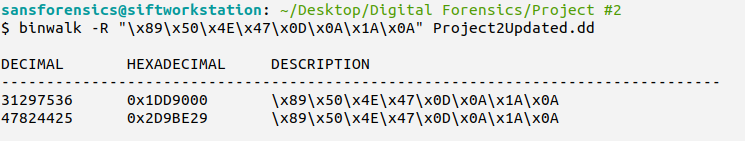 sansforensics@siftworkstation: ~/Desktop/Digital Forensics/Project #2
$ binwalk -R "\x89\x50\x4E\x47\x0D\x0A\x1A\x0A" Project2Updated.dd
DECIMAL HEXADECIMAL DESCRIPTION
--------------------------------------------------------------------------------
31297536 0x1DD9000 \x89\x50\x4E\x47\x0D\x0A\x1A\x0A
47824425 0x2D9BE29 \x89\x50\x4E\x47\x0D\x0A\x1A\x0A